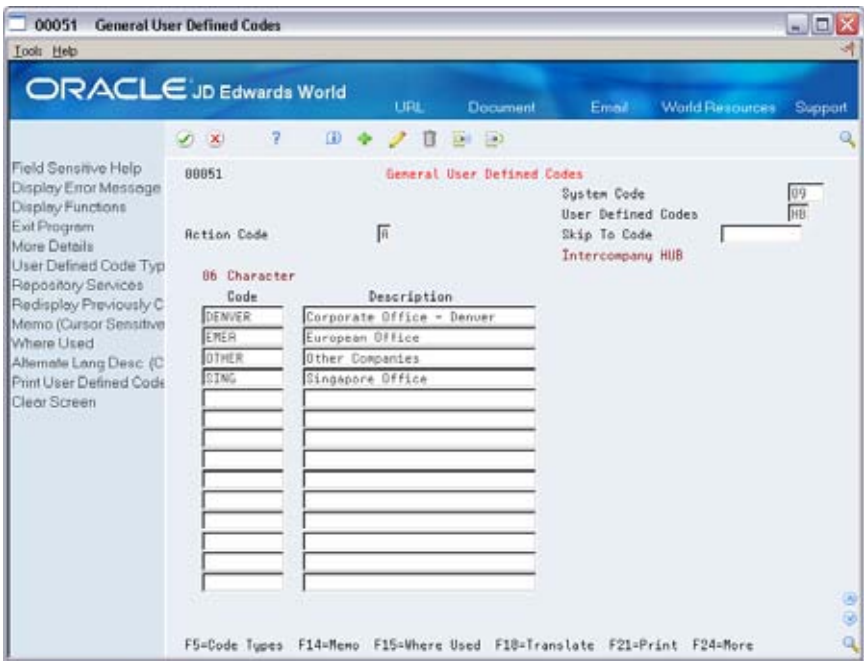 00051 General User Defined Codes
Tools Help
ORACLE JD Edwards World
URL Document Email World Resources Support
Field Sensitive Help
Display Error Message
Display Functions
Exit Program
More Details
User Defined Code Typ
Repository Services
Redisplay Previously C
Memo (Cursor Sensitive
Where Used
Alternate Lang Desc (C
Print User Defined Code
Clear Screen
00051 General User Defined Codes
System Code 09
User Defined Codes HB
Action Code Skip To Code
Intercompany HUB
06 Character
Code Description
DENVER Corporate Office - Denver
EMEA European Office
OTHER Other Companies
SING Singapore Office
F5=Code Types F14=Memo F15=Where Used F18=Translate F21=Print F24=More